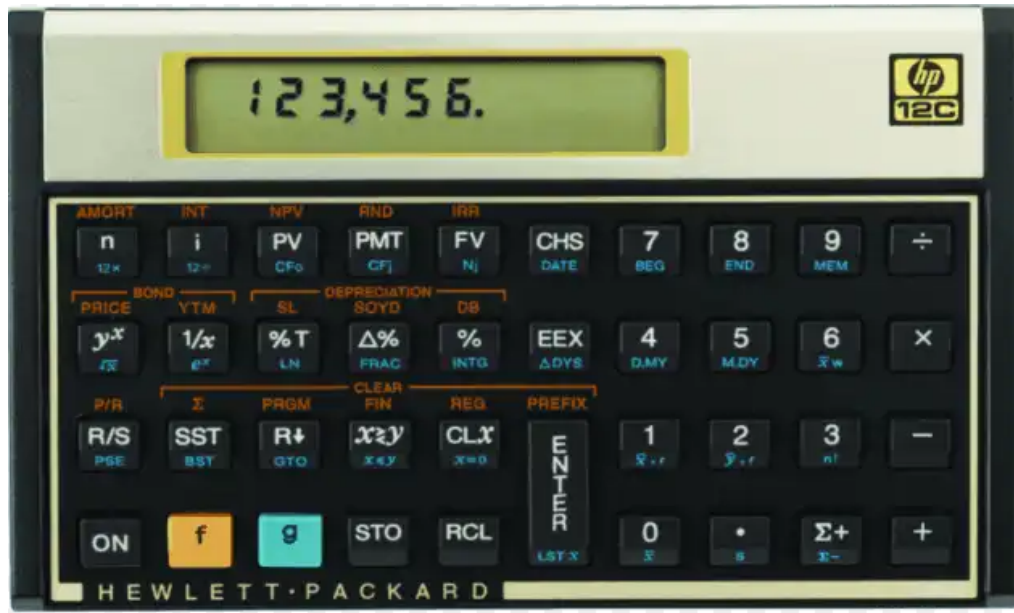 123,456.
hp
12C
AMORT INT NPV RND IRR
n i PV PMT FV CHS 7 8 9 ÷
12× 12÷ CFo CFj Nj DATE BEG END MEM
BOND DEPRECIATION
PRICE YTM SL SOYD DB
yˣ 1/x %T Δ% % EEX 4 5 6 ×
√x eˣ LN FRAC INTG ΔDYS D.MY M.DY x̄w
CLEAR
P/R Σ PRGM FIN REG PREFIX
R/S SST R↓ x≷y CLx ENTER 1 2 3 −
PSE BST GTO x≤y x=0 x̂,r ŷ,r n!
ON f g STO RCL 0 • Σ+ +
LST x x̄ s Σ−
HEWLETT·PACKARD